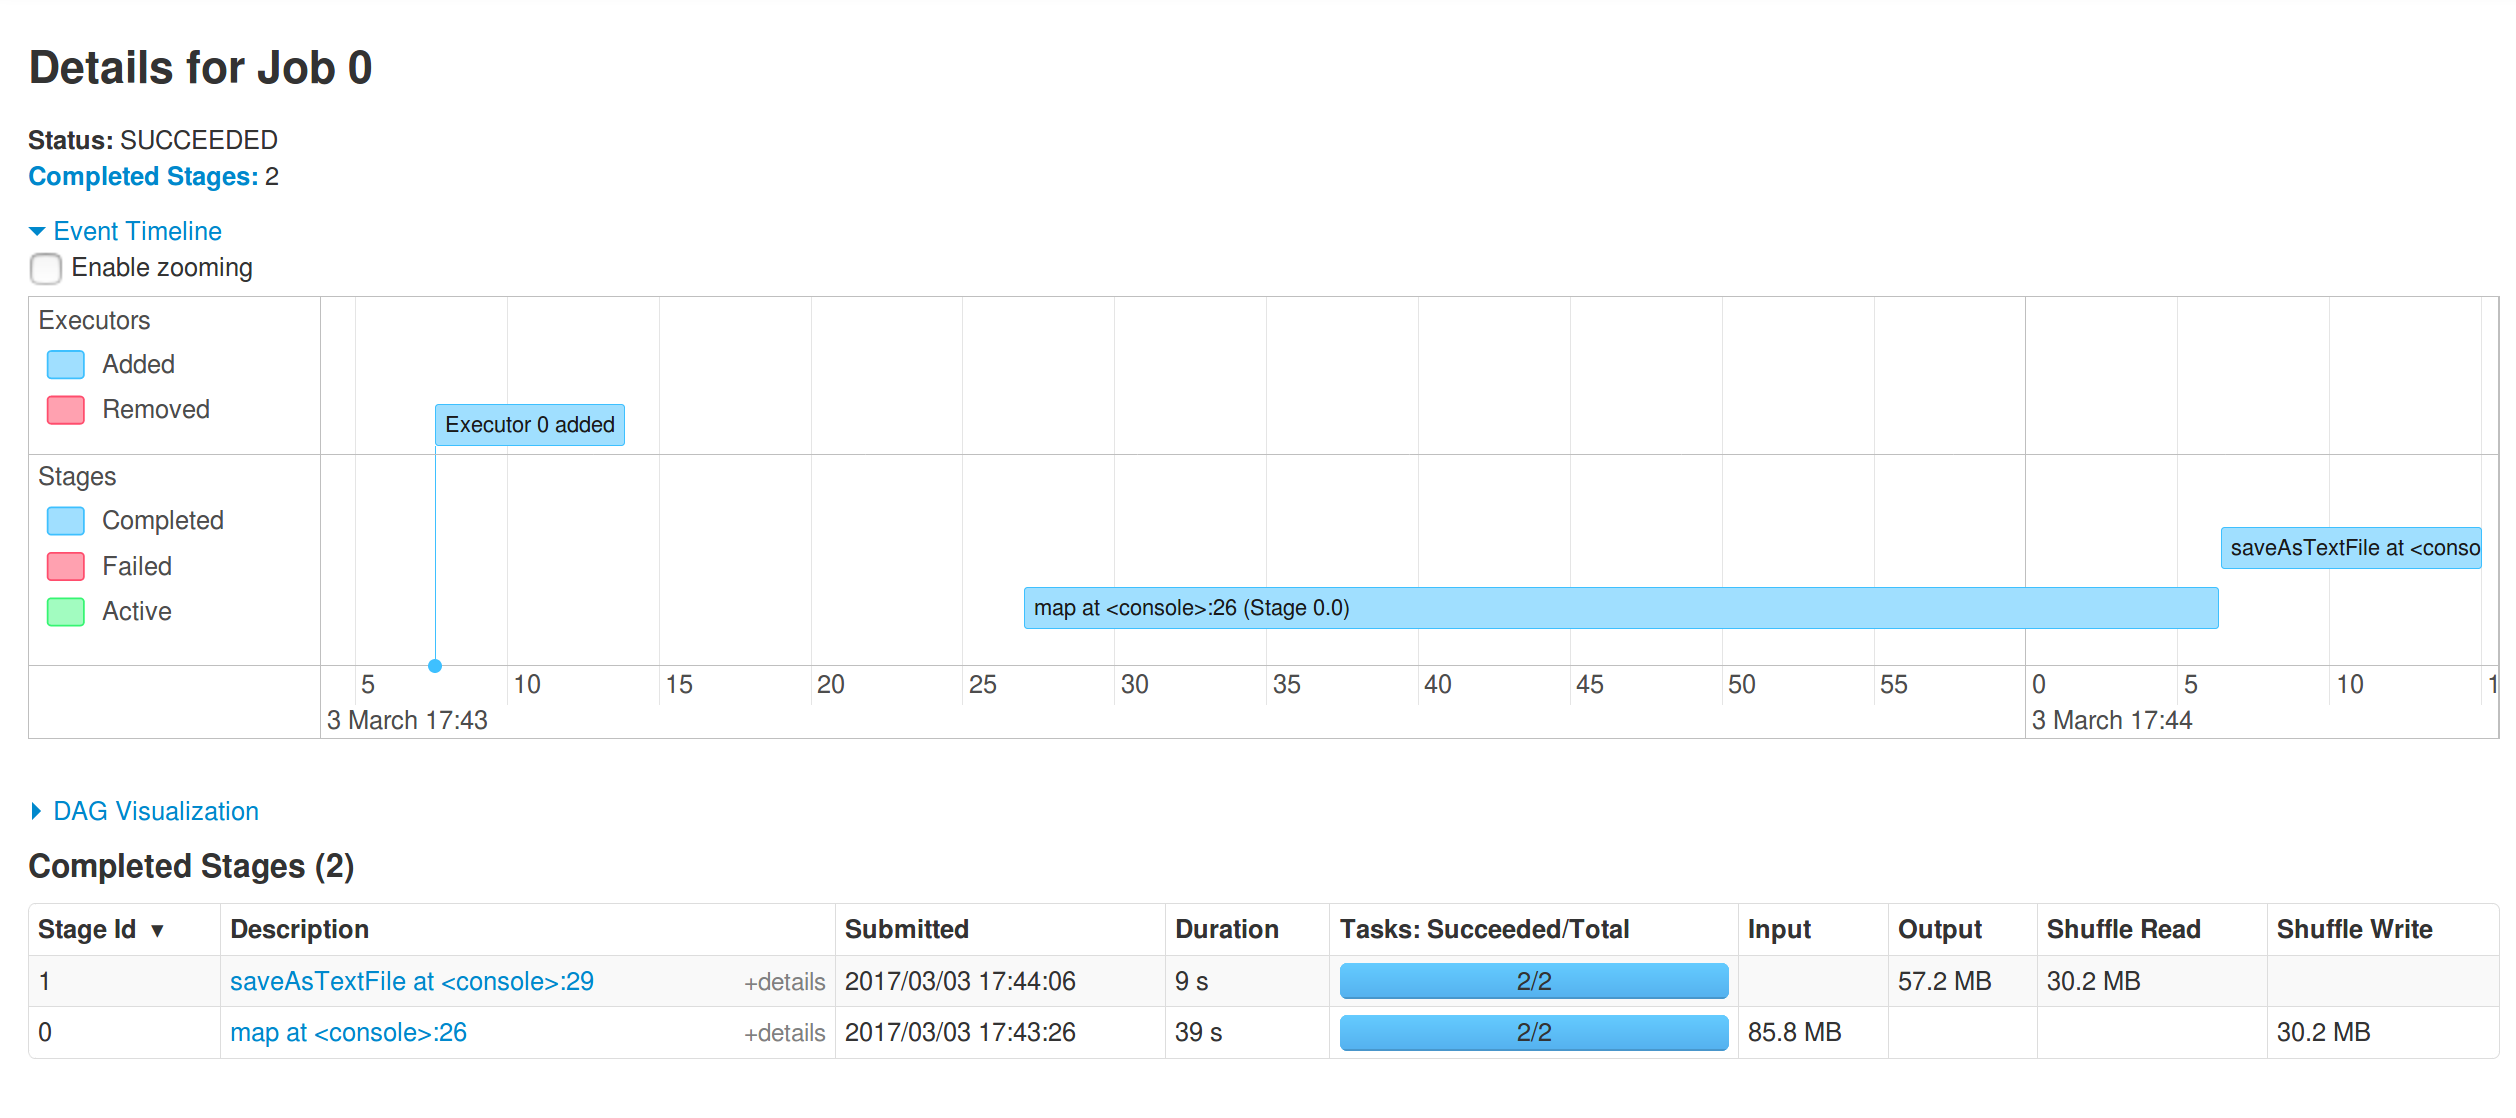 Details for Job 0
Status: SUCCEEDED
Completed Stages: 2
Event Timeline
Enable zooming
Executors
Added
Removed
Executor 0 added
Stages
Completed
Failed
Active
saveAsTextFile at <conso
map at <console>:26 (Stage 0.0)
5 10 15 20 25 30 35 40 45 50 55 0 5 10 1
3 March 17:43 3 March 17:44
DAG Visualization
Completed Stages (2)
Stage Id ▼ Description Submitted Duration Tasks: Succeeded/Total Input Output Shuffle Read Shuffle Write
1 saveAsTextFile at <console>:29 +details 2017/03/03 17:44:06 9 s 2/2 57.2 MB 30.2 MB
0 map at <console>:26 +details 2017/03/03 17:43:26 39 s 2/2 85.8 MB 30.2 MB